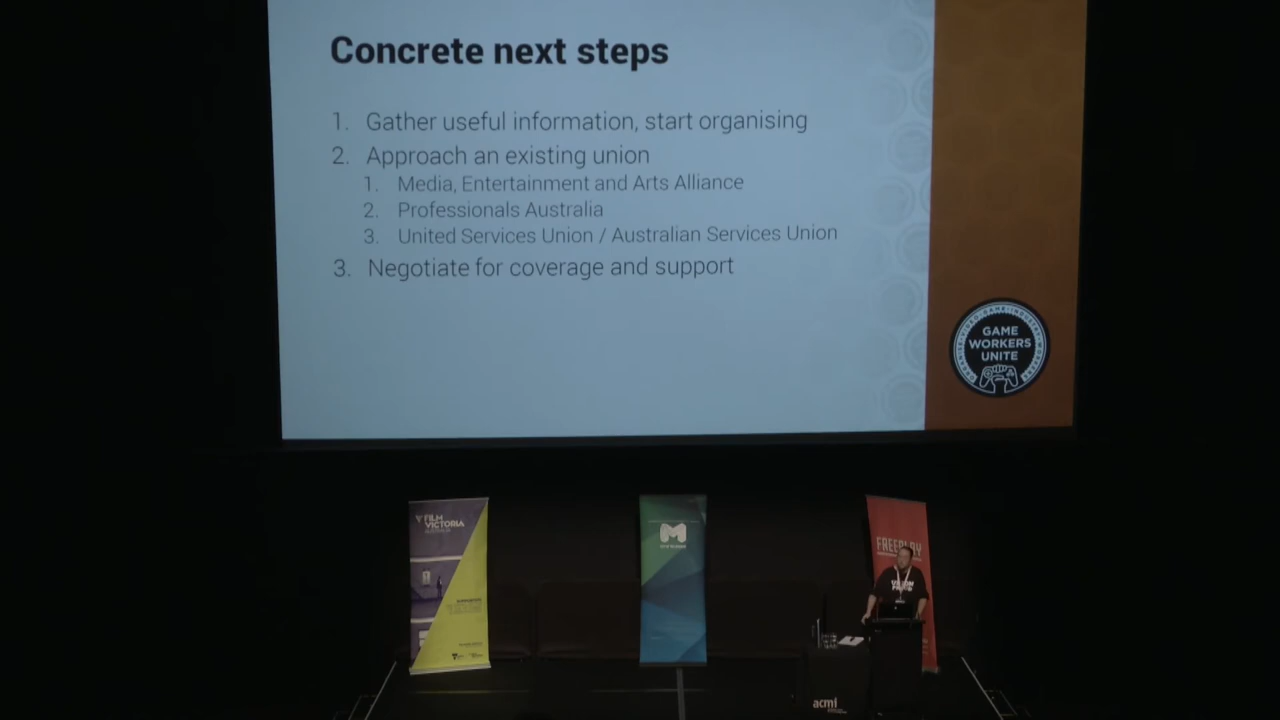 Concrete next steps
1. Gather useful information, start organising
2. Approach an existing union
1. Media, Entertainment and Arts Alliance
2. Professionals Australia
3. United Services Union / Australian Services Union
3. Negotiate for coverage and support
GAME
WORKERS
UNITE
FILM
VICTORIA
AUSTRALIA
M
FREEPLAY
UNION
acmi